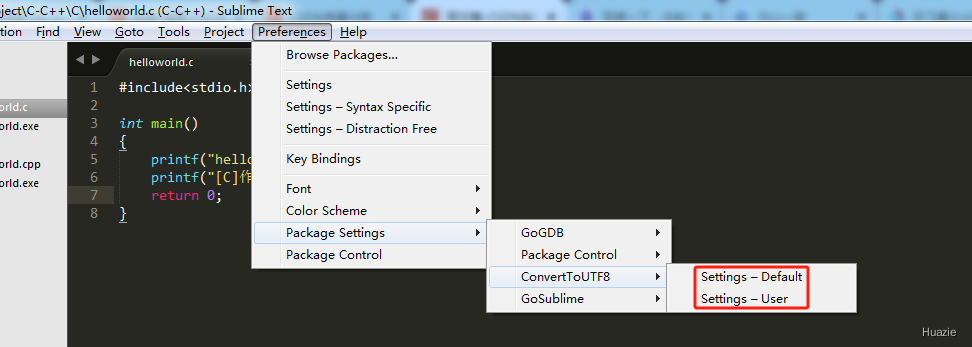 ject\C-C++\C\helloworld.c (C-C++) - Sublime Text
tion Find View Goto Tools Project Preferences Help
helloworld.c
orld.c
orld.exe
orld.cpp
orld.exe
1 #include<stdio.h>
2
3 int main()
4 {
5 printf("hello
6 printf("[C]作
7 return 0;
8 }
Browse Packages...
Settings
Settings – Syntax Specific
Settings – Distraction Free
Key Bindings
Font
Color Scheme
Package Settings
Package Control
GoGDB
Package Control
ConvertToUTF8
GoSublime
Settings – Default
Settings – User
Huazie